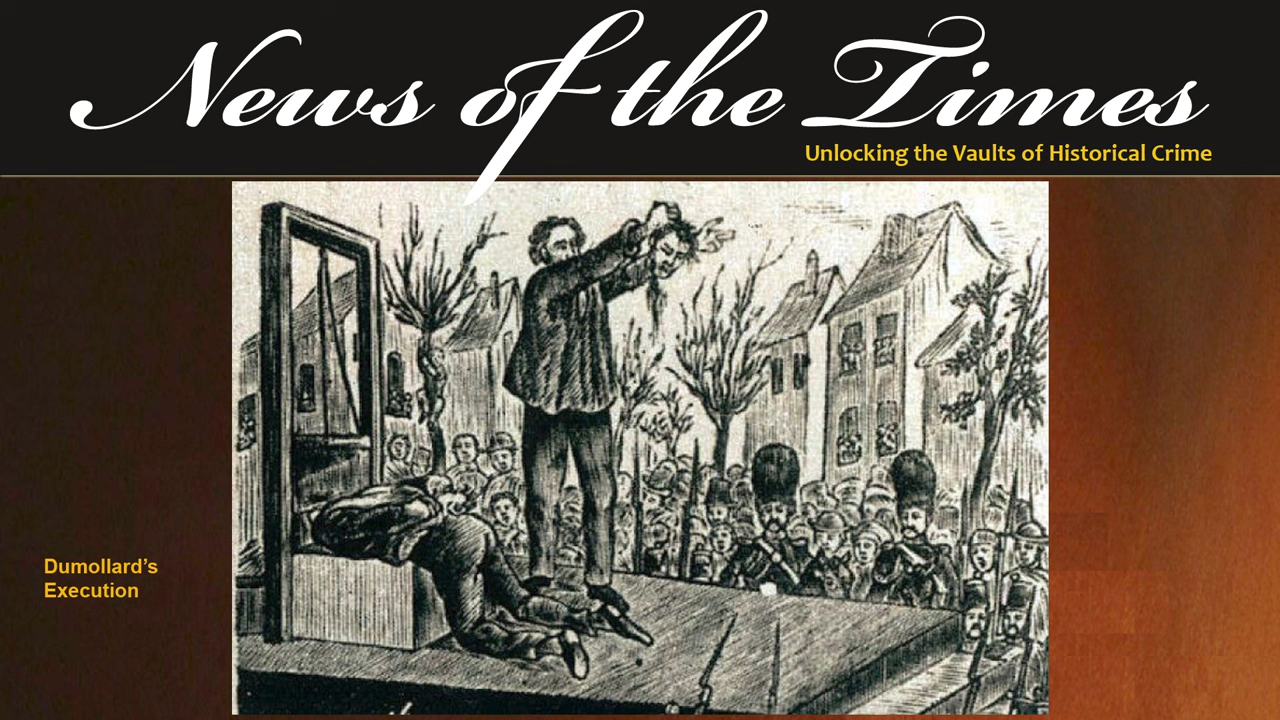 News of the Times
Unlocking the Vaults of Historical Crime
Dumollard's
Execution